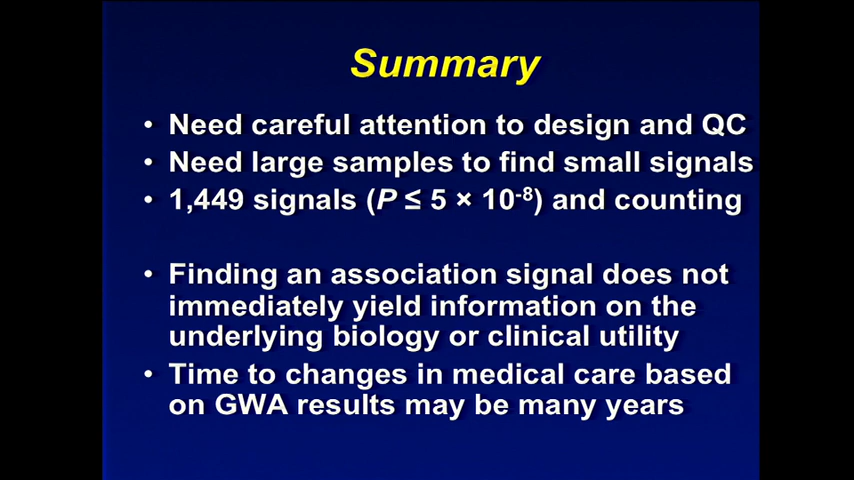 Summary
• Need careful attention to design and QC
• Need large samples to find small signals
• 1,449 signals (P ≤ 5 × 10⁻⁸) and counting
• Finding an association signal does not
immediately yield information on the
underlying biology or clinical utility
• Time to changes in medical care based
on GWA results may be many years